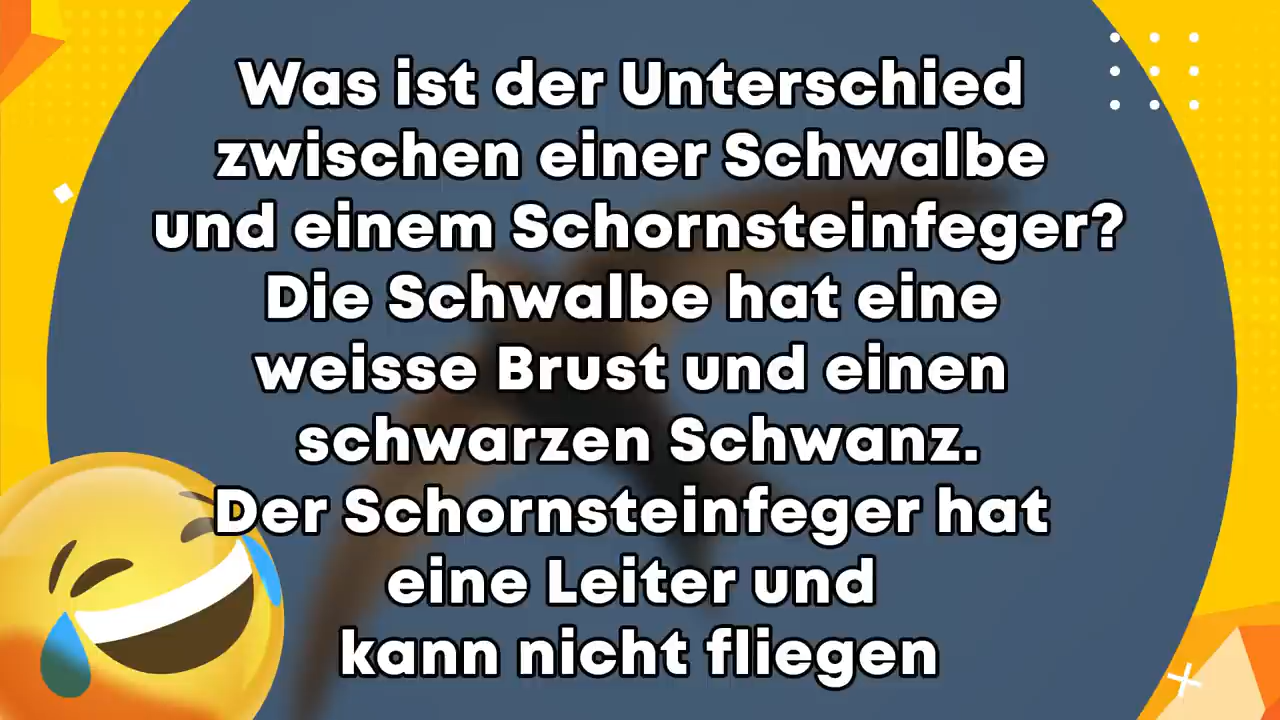 Was ist der Unterschied
zwischen einer Schwalbe
und einem Schornsteinfeger?
Die Schwalbe hat eine
weisse Brust und einen
schwarzen Schwanz.
Der Schornsteinfeger hat
eine Leiter und
kann nicht fliegen